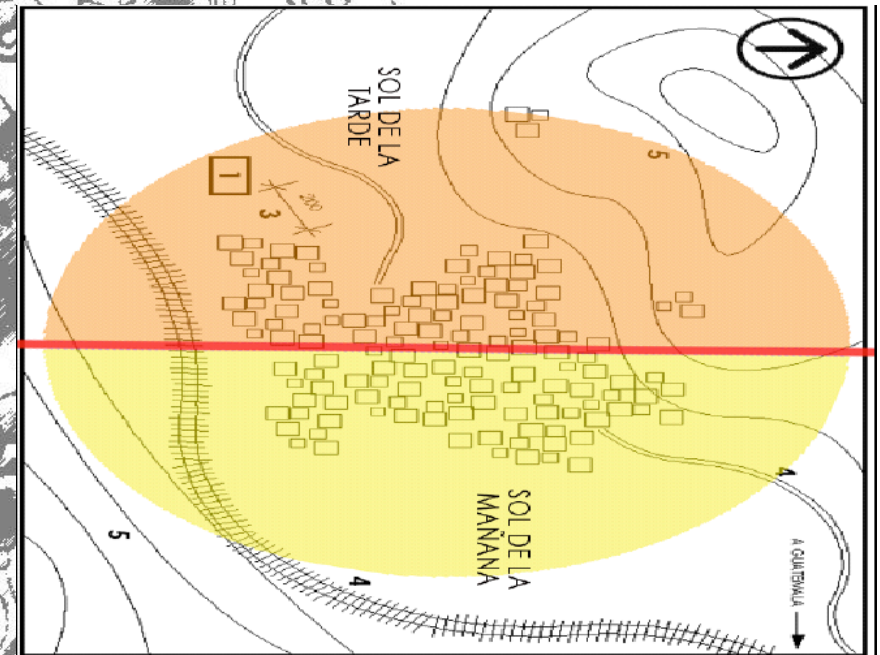 SOL DE LA
TARDE
5
1
200
3
SOL DE LA
MAÑANA
4
5
4
A GUATEMALA